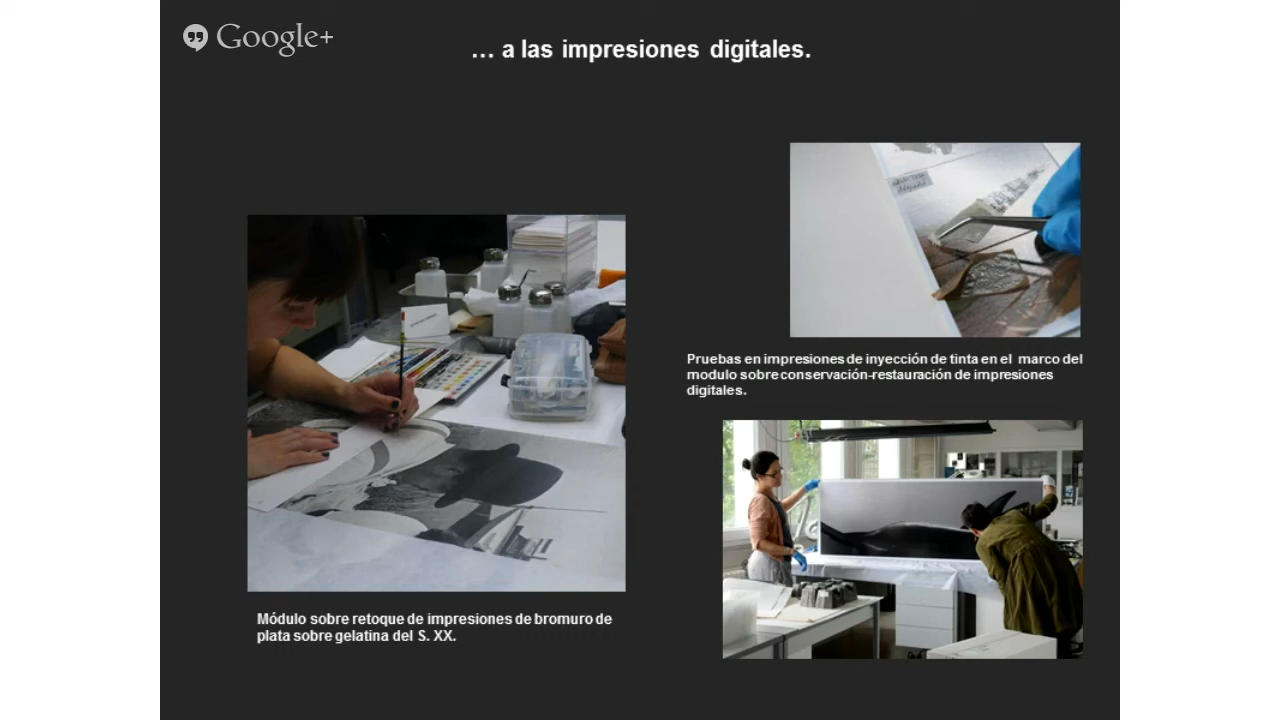 Google+
... a las impresiones digitales.
Pruebas en impresiones de inyección de tinta en el marco del
modulo sobre conservación-restauración de impresiones
digitales.
Módulo sobre retoque de impresiones de bromuro de
plata sobre gelatina del S. XX.